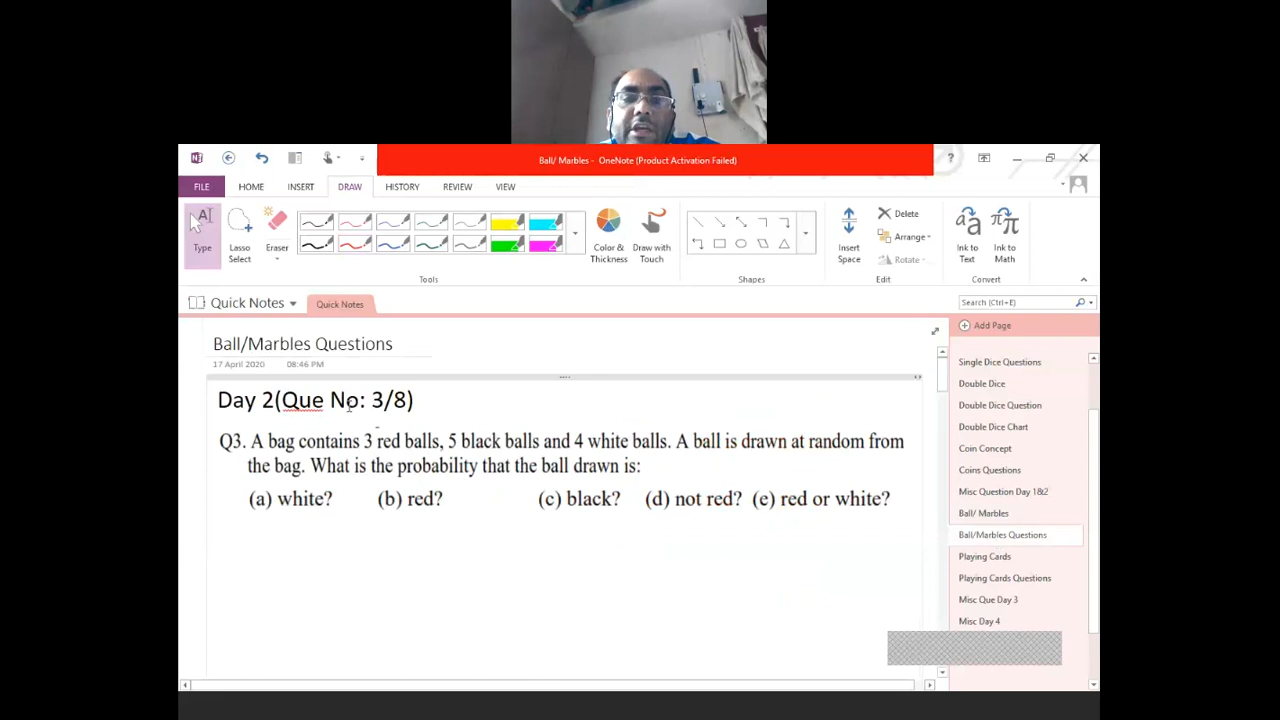 Ball/ Marbles - OneNote (Product Activation Failed)
FILE HOME INSERT DRAW HISTORY REVIEW VIEW
Type
Lasso Select
Eraser
Color & Thickness
Draw with Touch
Insert Space
Delete
Arrange
Rotate
Ink to Text
Ink to Math
Tools
Shapes
Edit
Convert
Quick Notes
Quick Notes
Search (Ctrl+E)
Ball/Marbles Questions
17 April 2020 08:46 PM
Day 2(Que No: 3/8)
Q3. A bag contains 3 red balls, 5 black balls and 4 white balls. A ball is drawn at random from
the bag. What is the probability that the ball drawn is:
(a) white? (b) red? (c) black? (d) not red? (e) red or white?
Add Page
Single Dice Questions
Double Dice
Double Dice Question
Double Dice Chart
Coin Concept
Coins Questions
Misc Question Day 1&2
Ball/ Marbles
Ball/Marbles Questions
Playing Cards
Playing Cards Questions
Misc Que Day 3
Misc Day 4